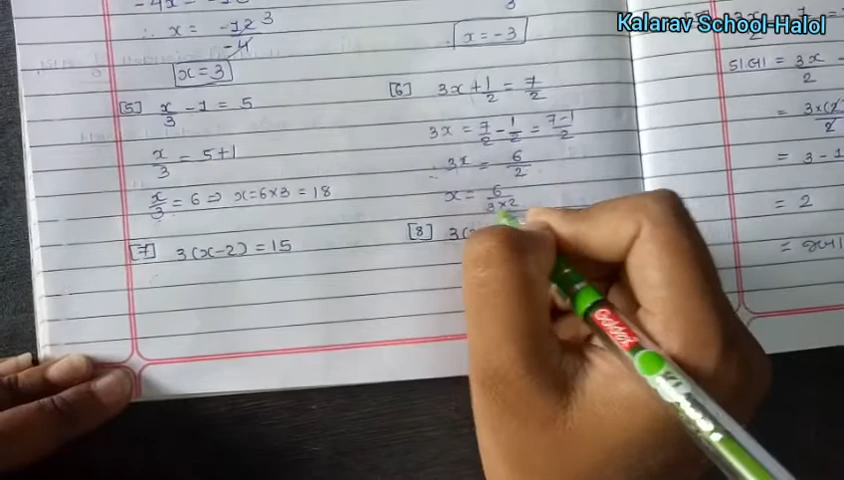 Kalarav School-Halol
∴ x = -12 3
-4
x = 3
x = -3
[5] x/3 - 1 = 5
x/3 = 5+1
x/3 = 6 ⇒ x=6×3 = 18
[6] 3x + 1/2 = 7/2
3x = 7/2 - 1/2 = 7-1/2
∴ 3x = 6/2
x = 6/3×2
[7] 3(x-2) = 15
[8] 3(
ડાબા = 3x/2
= 3 - 1
= 2